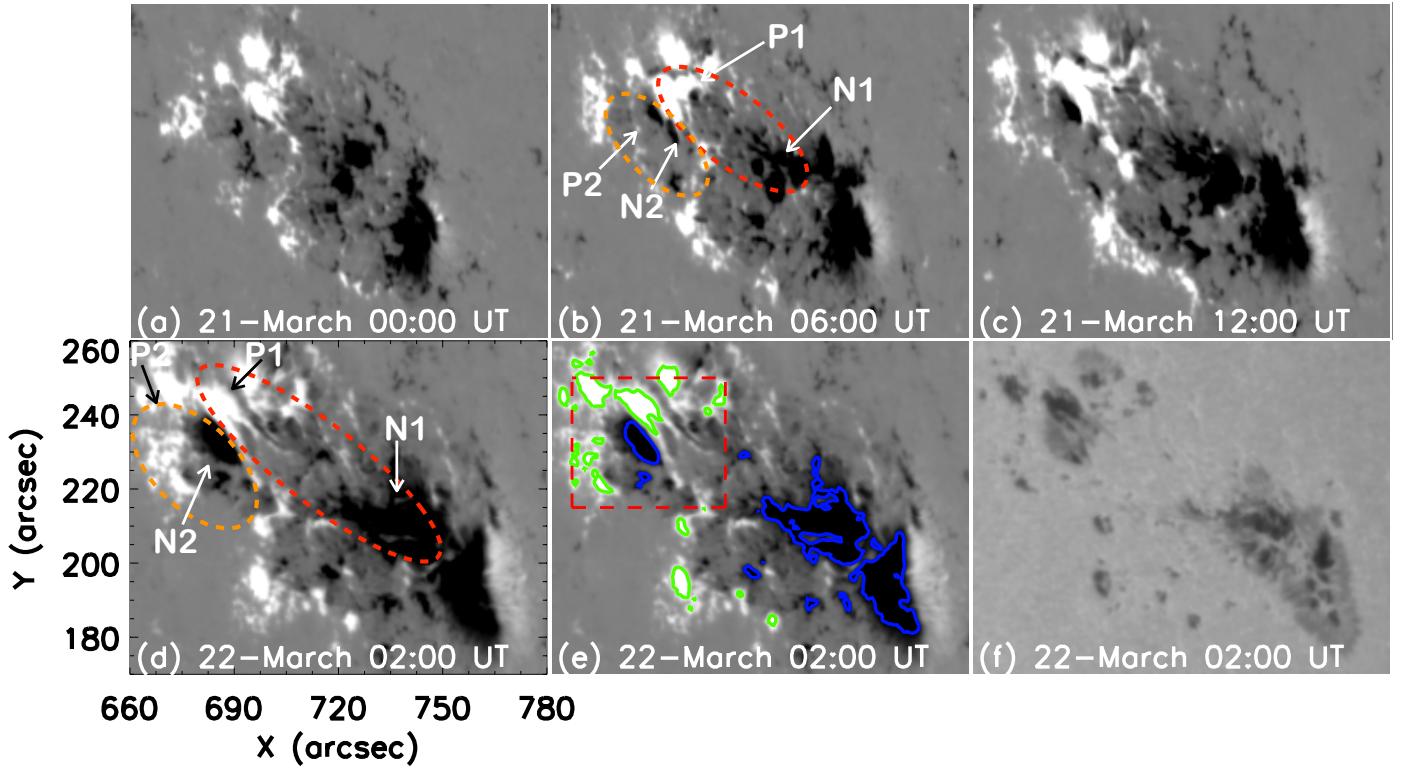 P1
N1
P2
N2
(a) 21-March 00:00 UT
(b) 21-March 06:00 UT
(c) 21-March 12:00 UT
260
240
220
200
180
Y (arcsec)
P2
P1
N1
N2
(d) 22-March 02:00 UT
(e) 22-March 02:00 UT
(f) 22-March 02:00 UT
660 690 720 750 780
X (arcsec)